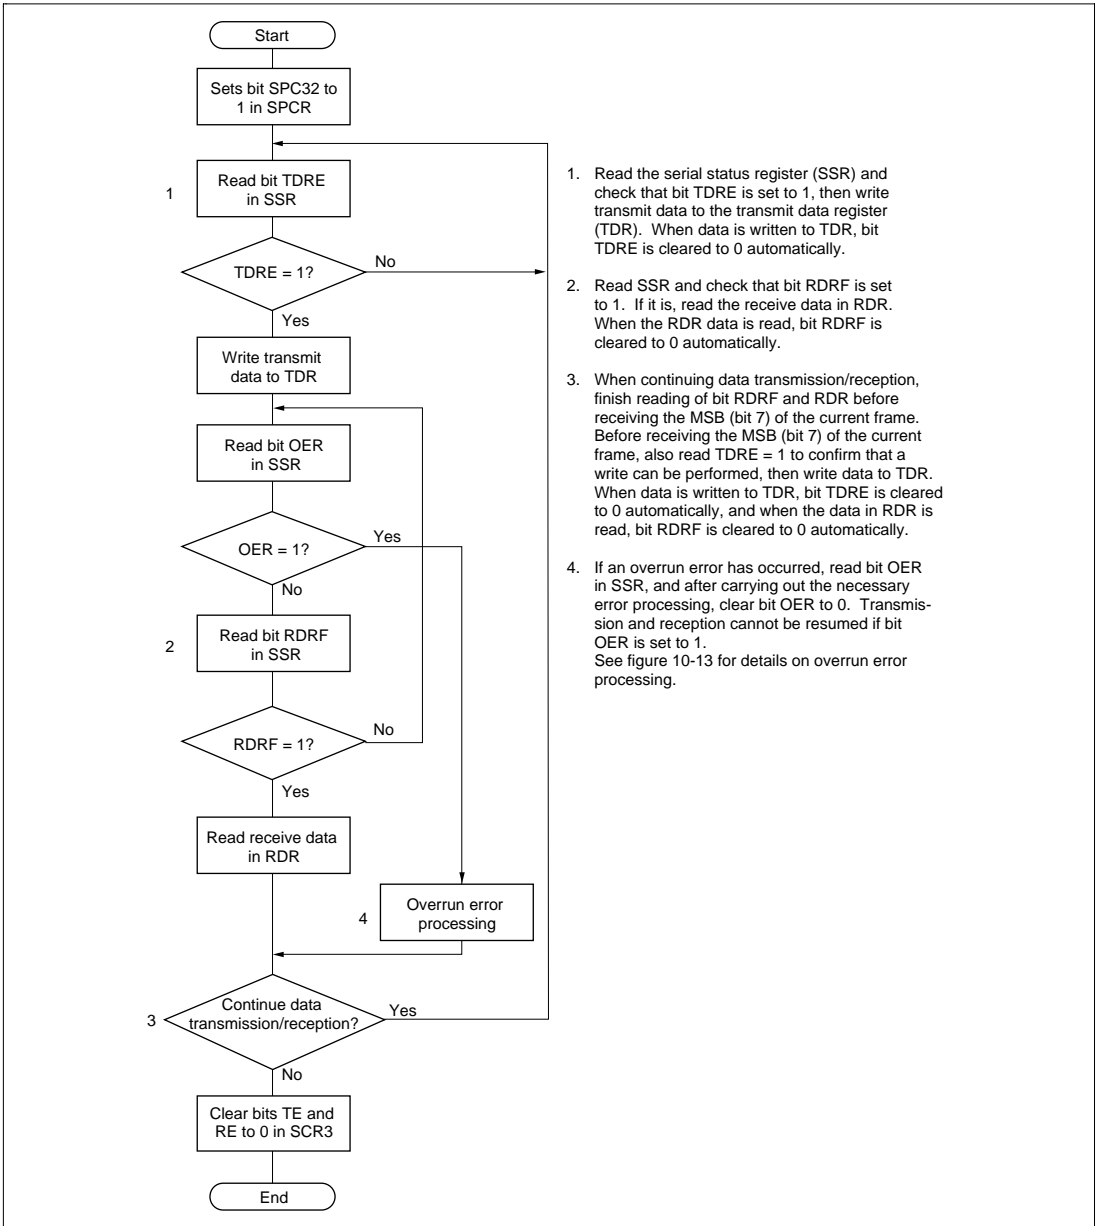 Start
Sets bit SPC32 to
1 in SPCR
1
Read bit TDRE
in SSR
TDRE = 1?
No
Yes
Write transmit
data to TDR
Read bit OER
in SSR
OER = 1?
Yes
No
2
Read bit RDRF
in SSR
RDRF = 1?
No
Yes
Read receive data
in RDR
4
Overrun error
processing
3
Continue data
transmission/reception?
Yes
No
Clear bits TE and
RE to 0 in SCR3
End
1. Read the serial status register (SSR) and
check that bit TDRE is set to 1, then write
transmit data to the transmit data register
(TDR). When data is written to TDR, bit
TDRE is cleared to 0 automatically.
2. Read SSR and check that bit RDRF is set
to 1. If it is, read the receive data in RDR.
When the RDR data is read, bit RDRF is
cleared to 0 automatically.
3. When continuing data transmission/reception,
finish reading of bit RDRF and RDR before
receiving the MSB (bit 7) of the current frame.
Before receiving the MSB (bit 7) of the current
frame, also read TDRE = 1 to confirm that a
write can be performed, then write data to TDR.
When data is written to TDR, bit TDRE is cleared
to 0 automatically, and when the data in RDR is
read, bit RDRF is cleared to 0 automatically.
4. If an overrun error has occurred, read bit OER
in SSR, and after carrying out the necessary
error processing, clear bit OER to 0. Transmis-
sion and reception cannot be resumed if bit
OER is set to 1.
See figure 10-13 for details on overrun error
processing.